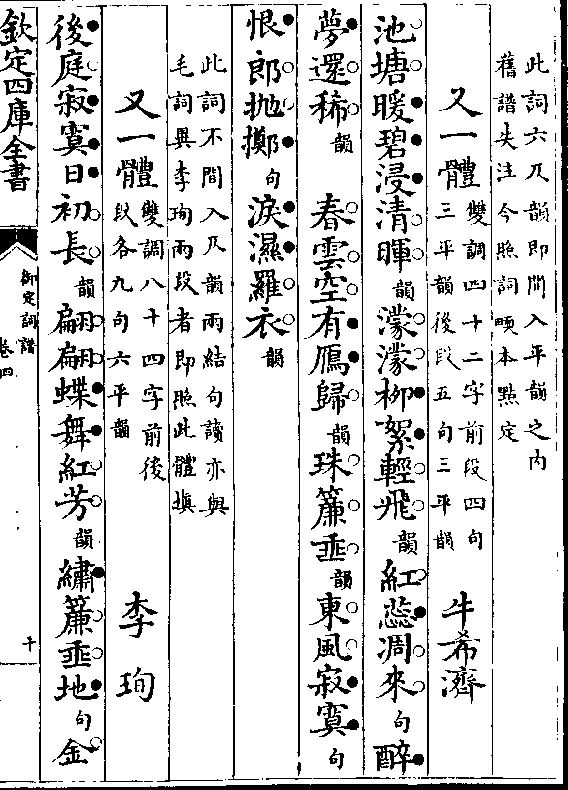 此詞六仄韻即間入平韻之内
舊譜失注今照詞頋本點定
又一體 雙調四十二字前段四句
三平韻後段五句三平韻 牛希濟
池塘暖碧浸清暉韻濛濛柳絮輕飛韻紅蕊凋來句醉
夢還稀韻 春雲空有鴈歸韻珠簾垂韻東風寂寞句
恨郎拋擲句淚濕羅衣韻
此詞不間入仄韻兩結句讀亦與
毛詞異李珣兩段者即照此體填
又一體 雙調八十四字前後
段各九句六平韻 李珣
後庭寂寞日初長韻翩翩蝶舞紅芳韻繡簾垂地句金
欽定四庫全書
御定詞譜
卷四
十